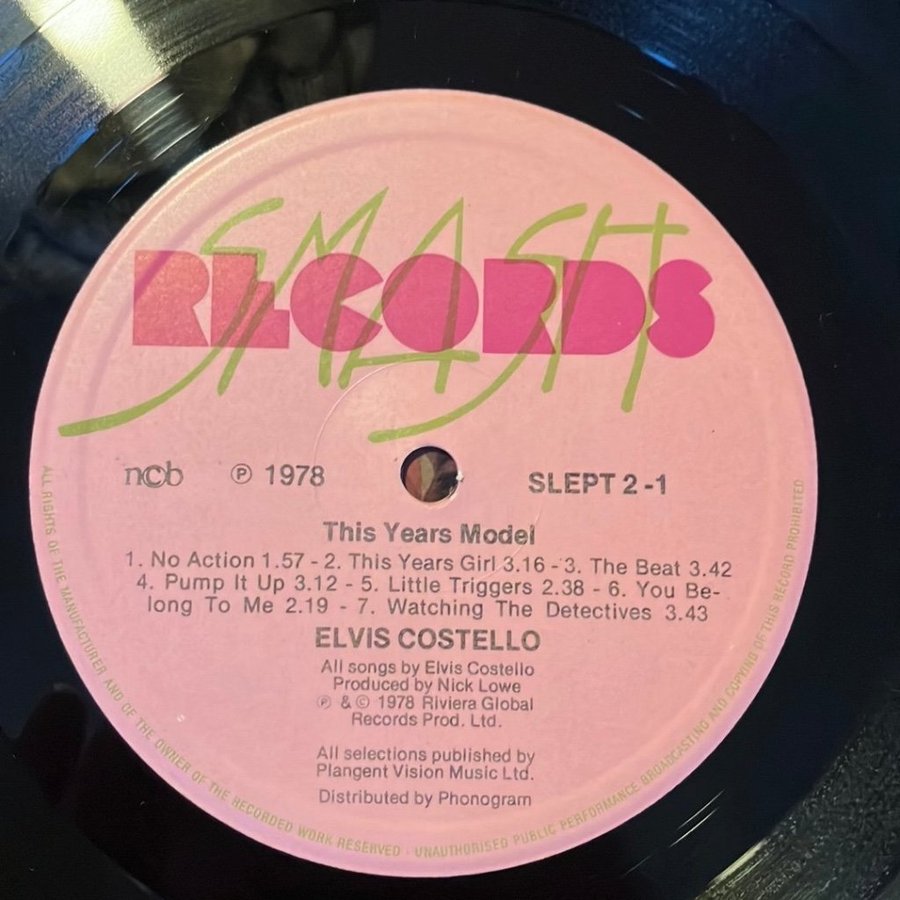 SMASH
RECORDS
ncb ℗ 1978 SLEPT 2-1
This Years Model
1. No Action 1.57 - 2. This Years Girl 3.16 - 3. The Beat 3.42
4. Pump It Up 3.12 - 5. Little Triggers 2.38 - 6. You Be-
long To Me 2.19 - 7. Watching The Detectives 3.43
ELVIS COSTELLO
All songs by Elvis Costello
Produced by Nick Lowe
℗ & © 1978 Riviera Global
Records Prod. Ltd.
All selections published by
Plangent Vision Music Ltd.
Distributed by Phonogram
ALL RIGHTS OF THE MANUFACTURER AND OF THE OWNER OF THE RECORDED WORK RESERVED · UNAUTHORISED PUBLIC PERFORMANCE BROADCASTING AND COPYING OF THIS RECORD PROHIBITED